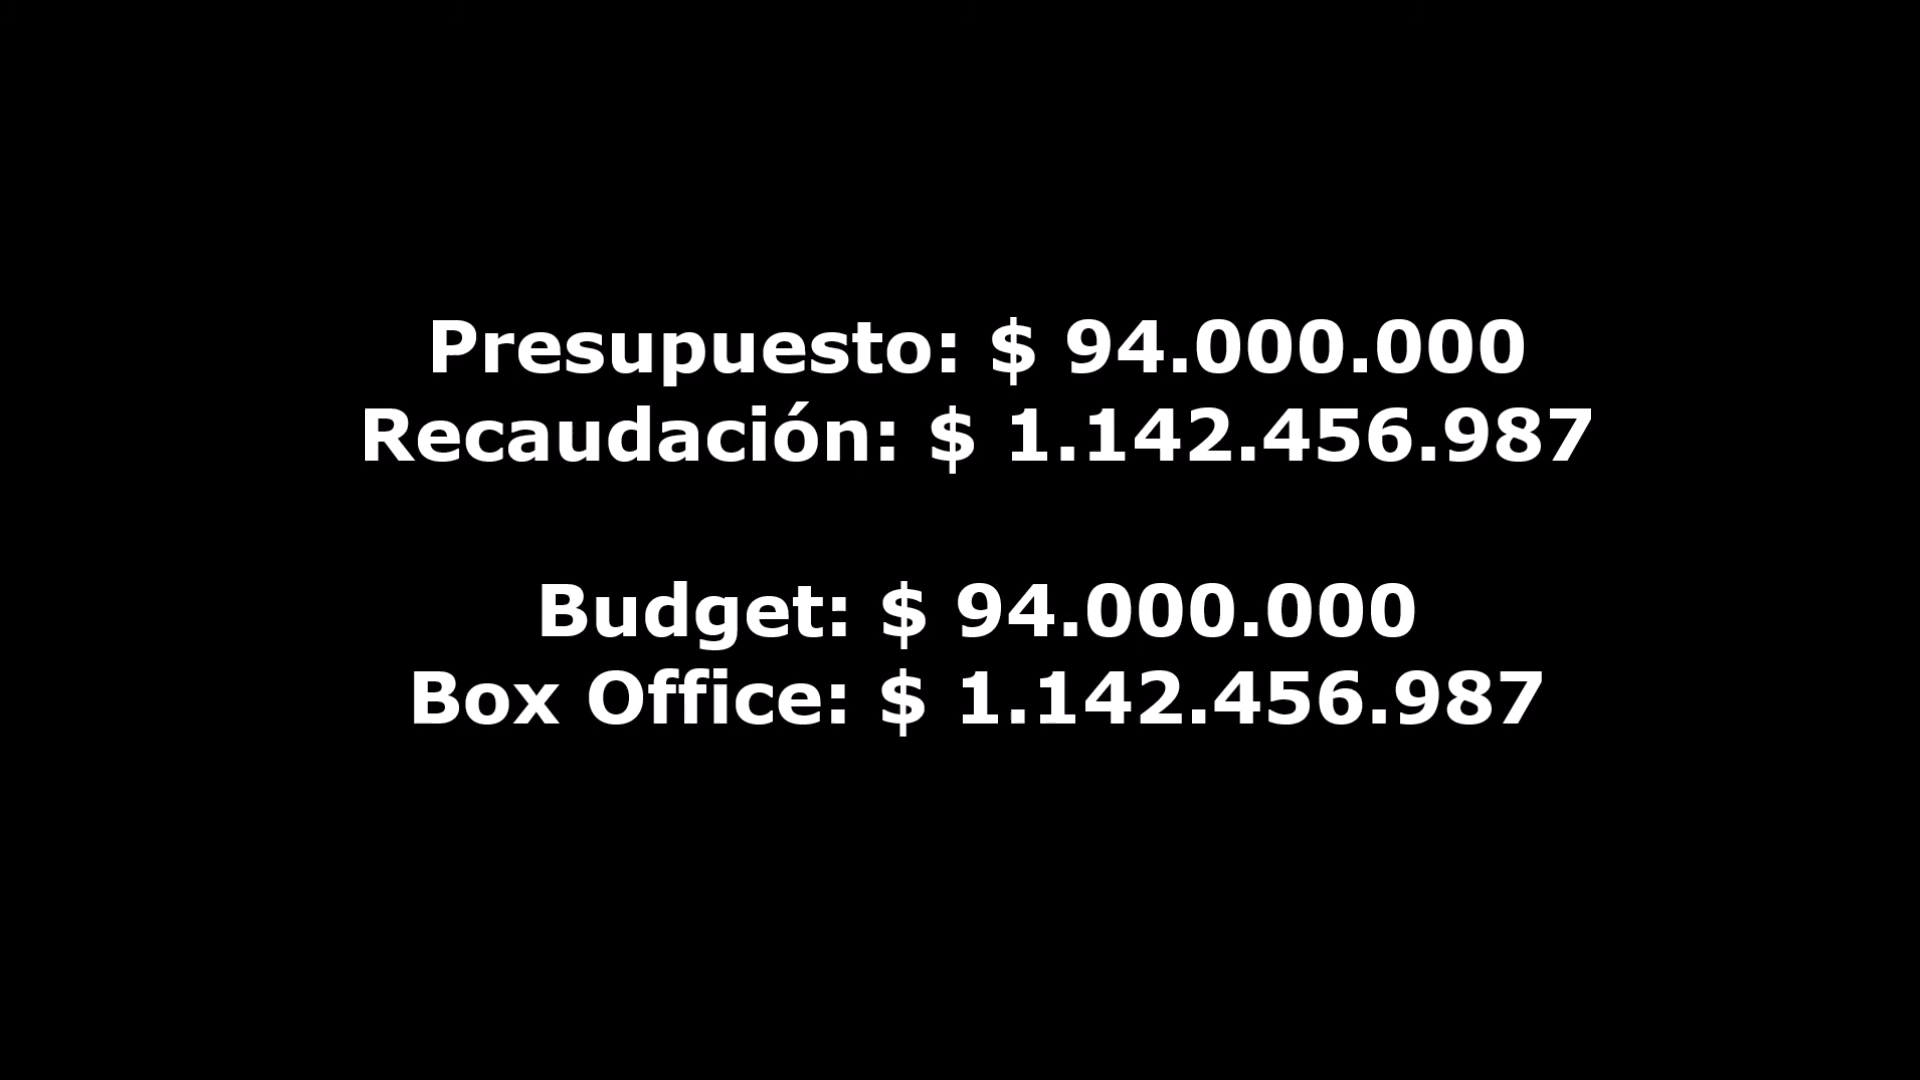 Presupuesto: $ 94.000.000
Recaudación: $ 1.142.456.987
Budget: $ 94.000.000
Box Office: $ 1.142.456.987